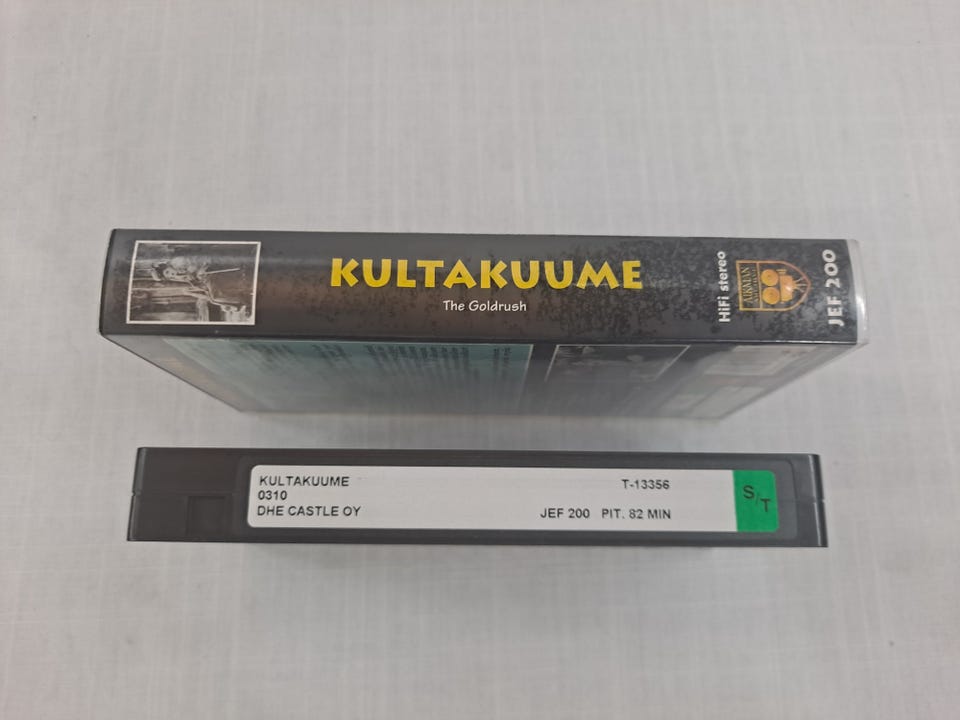 KULTAKUUME
The Goldrush
HiFi stereo
JEF 200
KULTAKUUME
T-13356
0310
DHE CASTLE OY
JEF 200 PIT. 82 MIN
S/T